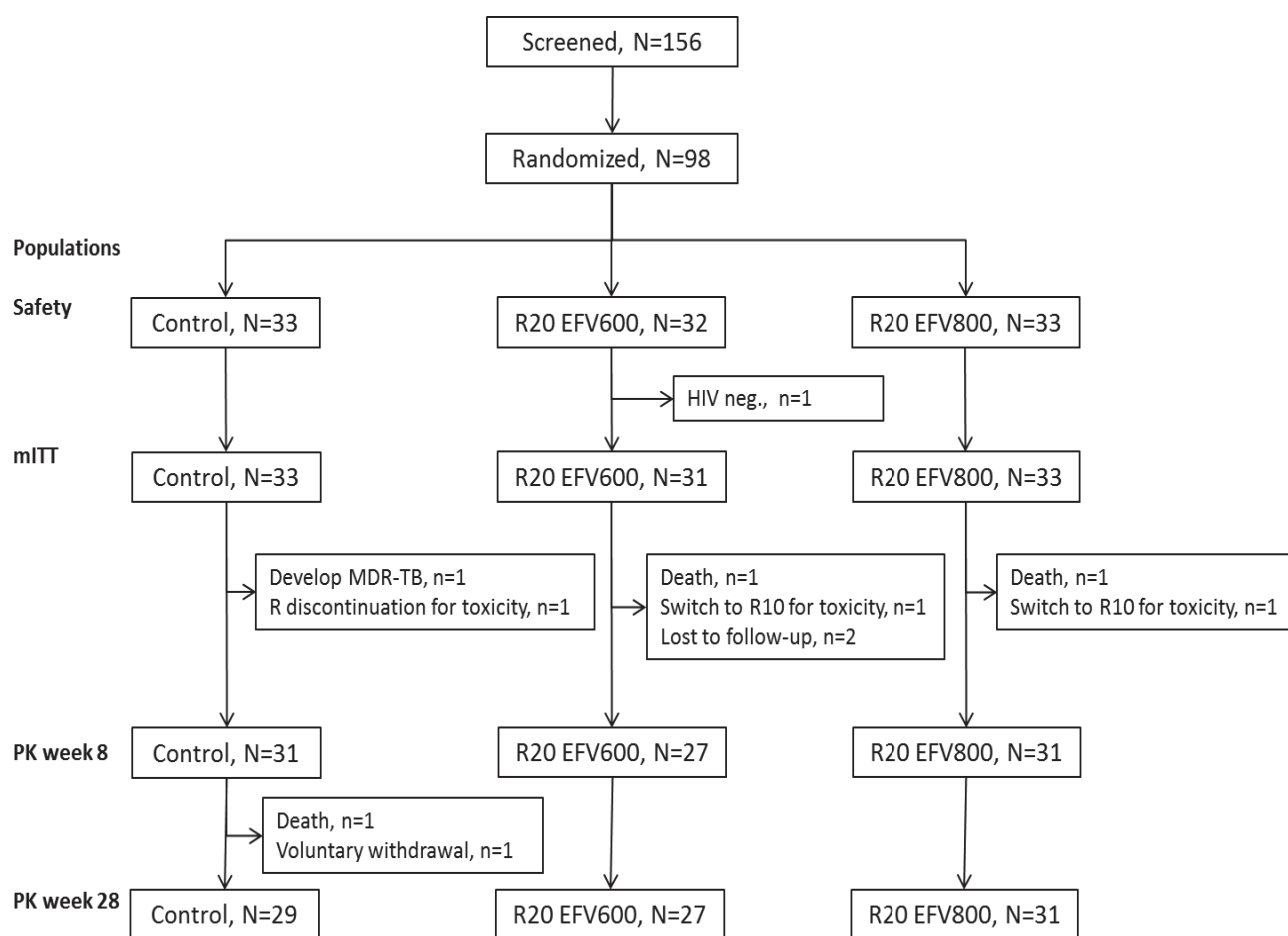 Screened, N=156
Randomized, N=98
Populations
Safety
Control, N=33
R20 EFV600, N=32
R20 EFV800, N=33
HIV neg., n=1
mITT
Control, N=33
R20 EFV600, N=31
R20 EFV800, N=33
Develop MDR-TB, n=1
R discontinuation for toxicity, n=1
Death, n=1
Switch to R10 for toxicity, n=1
Lost to follow-up, n=2
Death, n=1
Switch to R10 for toxicity, n=1
PK week 8
Control, N=31
R20 EFV600, N=27
R20 EFV800, N=31
Death, n=1
Voluntary withdrawal, n=1
PK week 28
Control, N=29
R20 EFV600, N=27
R20 EFV800, N=31